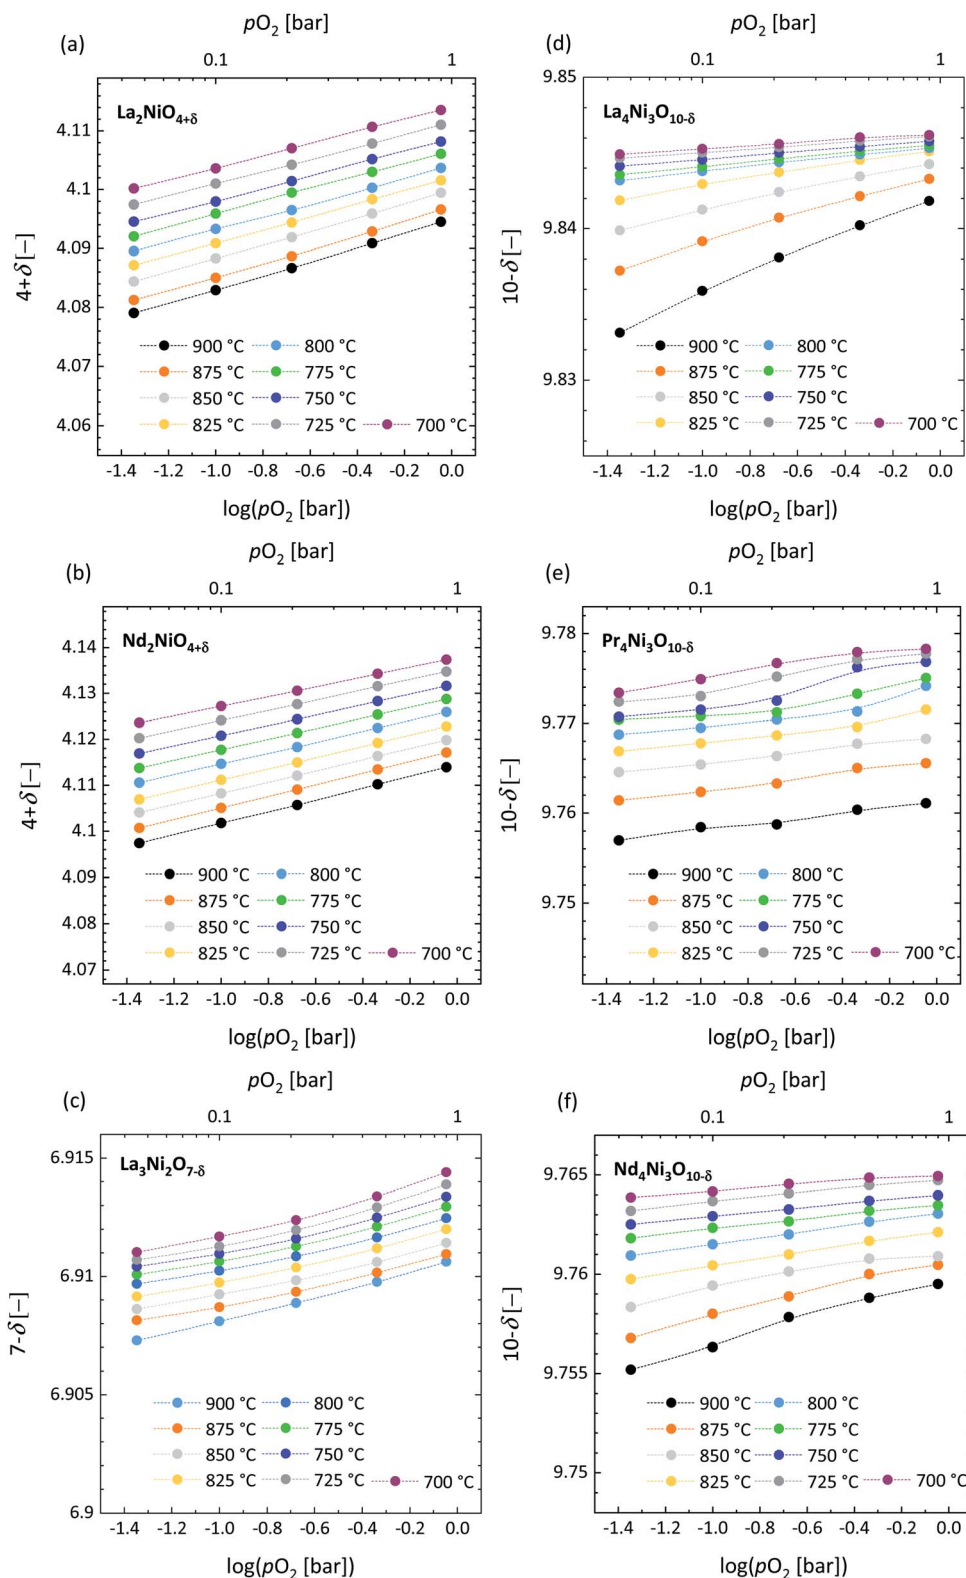 (a)
pO₂ [bar]
0.1 1
La₂NiO₄₊δ
4+δ [–]
4.11
4.1
4.09
4.08
4.07
4.06
900 °C 800 °C
875 °C 775 °C
850 °C 750 °C
825 °C 725 °C 700 °C
-1.4 -1.2 -1.0 -0.8 -0.6 -0.4 -0.2 0.0
log(pO₂ [bar])
(d)
pO₂ [bar]
0.1 1
La₄Ni₃O₁₀₋δ
10-δ [–]
9.85
9.84
9.83
900 °C 800 °C
875 °C 775 °C
850 °C 750 °C
825 °C 725 °C 700 °C
-1.4 -1.2 -1.0 -0.8 -0.6 -0.4 -0.2 0.0
log(pO₂ [bar])
(b)
pO₂ [bar]
0.1 1
Nd₂NiO₄₊δ
4+δ [–]
4.14
4.13
4.12
4.11
4.1
4.09
4.08
4.07
900 °C 800 °C
875 °C 775 °C
850 °C 750 °C
825 °C 725 °C 700 °C
-1.4 -1.2 -1.0 -0.8 -0.6 -0.4 -0.2 0.0
log(pO₂ [bar])
(e)
pO₂ [bar]
0.1 1
Pr₄Ni₃O₁₀₋δ
10-δ [–]
9.78
9.77
9.76
9.75
900 °C 800 °C
875 °C 775 °C
850 °C 750 °C
825 °C 725 °C 700 °C
-1.4 -1.2 -1.0 -0.8 -0.6 -0.4 -0.2 0.0
log(pO₂ [bar])
(c)
pO₂ [bar]
0.1 1
La₃Ni₂O₇₋δ
7-δ [–]
6.915
6.91
6.905
6.9
900 °C 800 °C
875 °C 775 °C
850 °C 750 °C
825 °C 725 °C 700 °C
-1.4 -1.2 -1.0 -0.8 -0.6 -0.4 -0.2 0.0
log(pO₂ [bar])
(f)
pO₂ [bar]
0.1 1
Nd₄Ni₃O₁₀₋δ
10-δ [–]
9.765
9.76
9.755
9.75
900 °C 800 °C
875 °C 775 °C
850 °C 750 °C
825 °C 725 °C 700 °C
-1.4 -1.2 -1.0 -0.8 -0.6 -0.4 -0.2 0.0
log(pO₂ [bar])